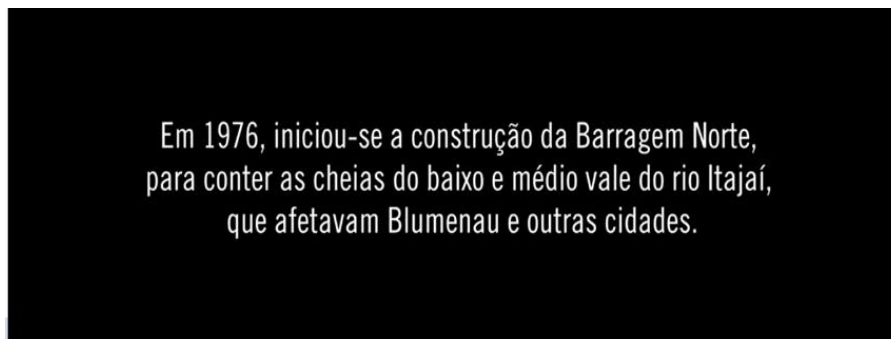 Em 1976, iniciou-se a construção da Barragem Norte,
para conter as cheias do baixo e médio vale do rio Itajaí,
que afetavam Blumenau e outras cidades.